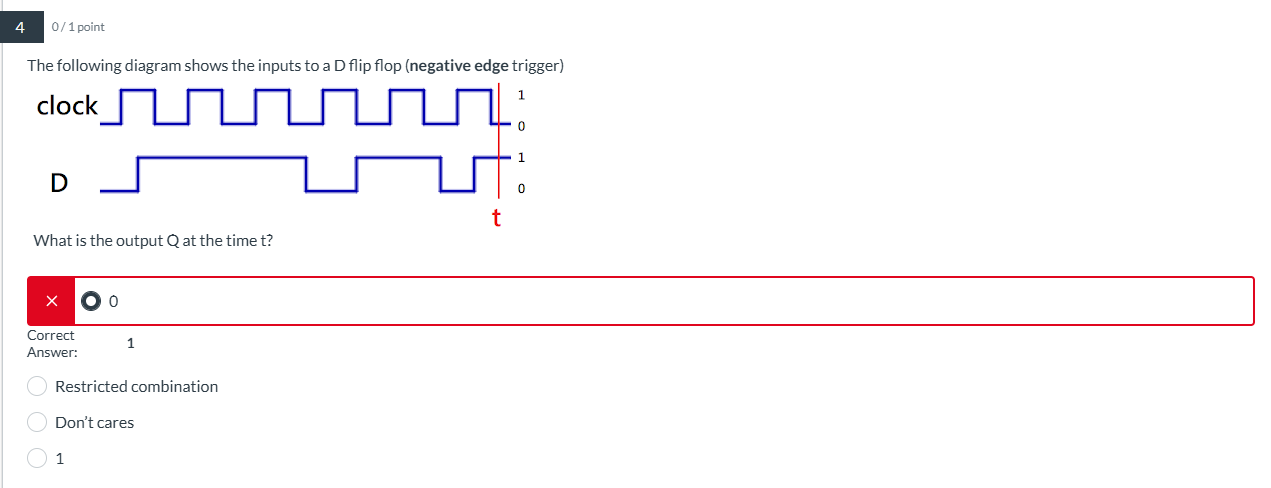 4 0 / 1 point
The following diagram shows the inputs to a D flip flop (negative edge trigger)
clock
1
0
D
1
0
t
What is the output Q at the time t?
0
Correct
Answer:
1
Restricted combination
Don't cares
1